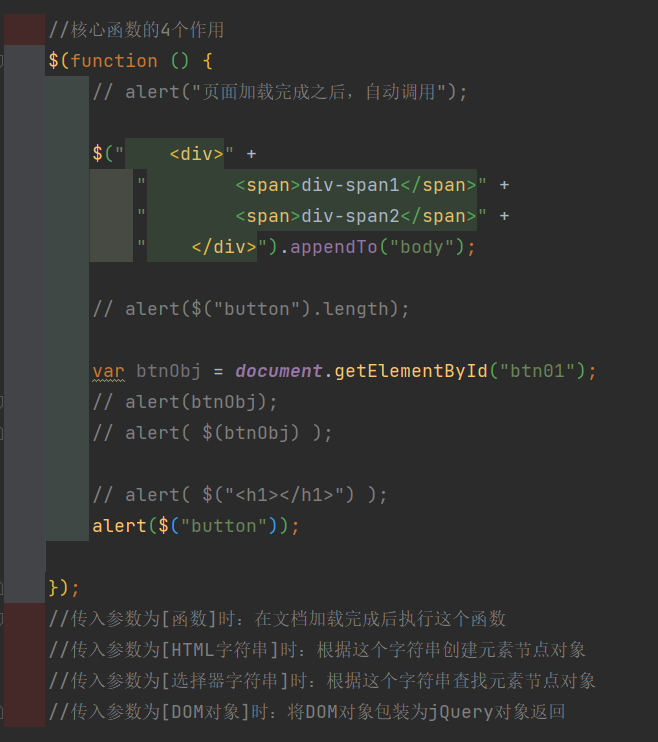 //核心函数的4个作用
$(function () {
// alert("页面加载完成之后，自动调用");
$("    <div>" +
"        <span>div-span1</span>" +
"        <span>div-span2</span>" +
"    </div>").appendTo("body");
// alert($("button").length);
var btnObj = document.getElementById("btn01");
// alert(btnObj);
// alert( $(btnObj) );
// alert( $("<h1></h1>") );
alert($("button"));
});
//传入参数为[函数]时：在文档加载完成后执行这个函数
//传入参数为[HTML字符串]时：根据这个字符串创建元素节点对象
//传入参数为[选择器字符串]时：根据这个字符串查找元素节点对象
//传入参数为[DOM对象]时：将DOM对象包装为jQuery对象返回